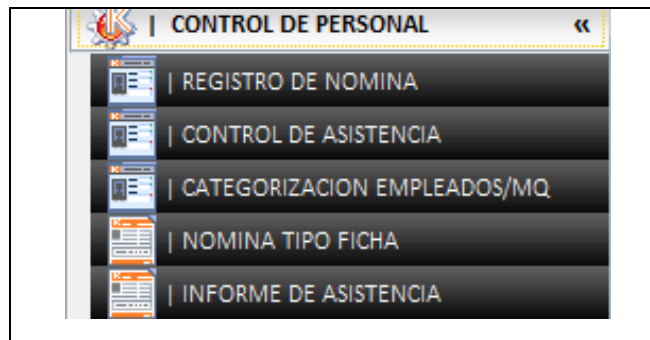 | CONTROL DE PERSONAL «
| REGISTRO DE NOMINA
| CONTROL DE ASISTENCIA
| CATEGORIZACION EMPLEADOS/MQ
| NOMINA TIPO FICHA
| INFORME DE ASISTENCIA